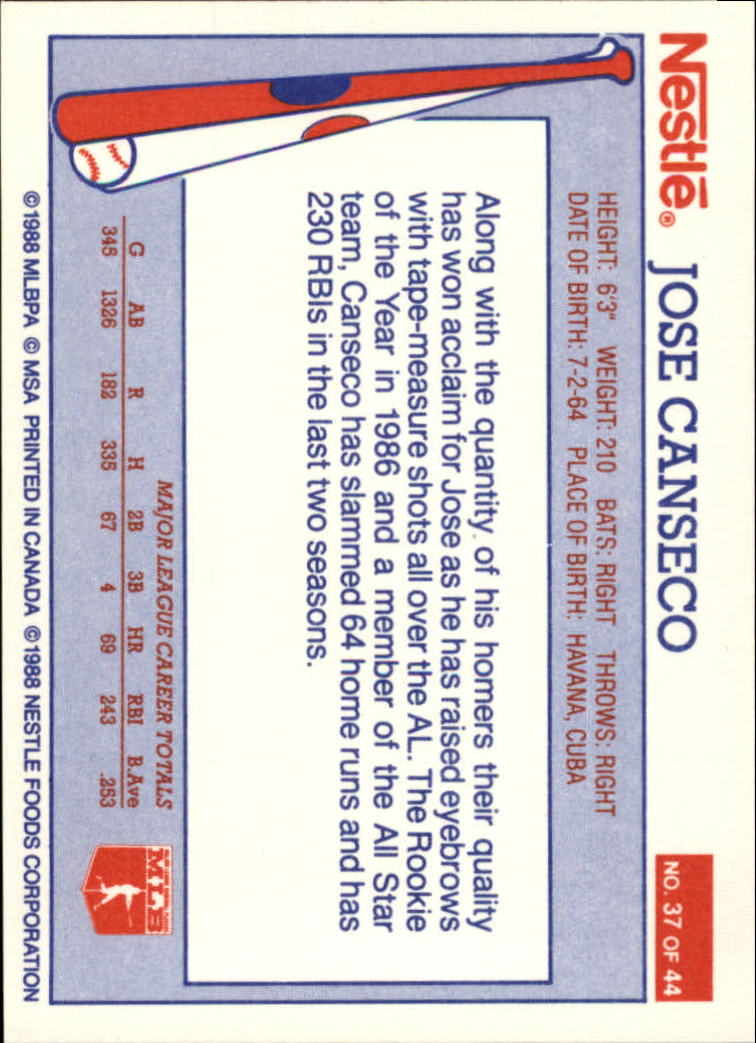 Nestlé® JOSE CANSECO
NO. 37 OF 44
HEIGHT: 6'3" WEIGHT: 210 BATS: RIGHT THROWS: RIGHT
DATE OF BIRTH: 7-2-64 PLACE OF BIRTH: HAVANA, CUBA
Along with the quantity of his homers their quality
has won acclaim for Jose as he has raised eyebrows
with tape-measure shots all over the AL. The Rookie
of the Year in 1986 and a member of the All Star
team, Canseco has slammed 64 home runs and has
230 RBIs in the last two seasons.
MAJOR LEAGUE CAREER TOTALS
G AB R H 2B 3B HR RBI B.Ave
345 1326 182 335 67 4 69 243 .253
MLB
©1988 MLBPA © MSA PRINTED IN CANADA ©1988 NESTLE FOODS CORPORATION